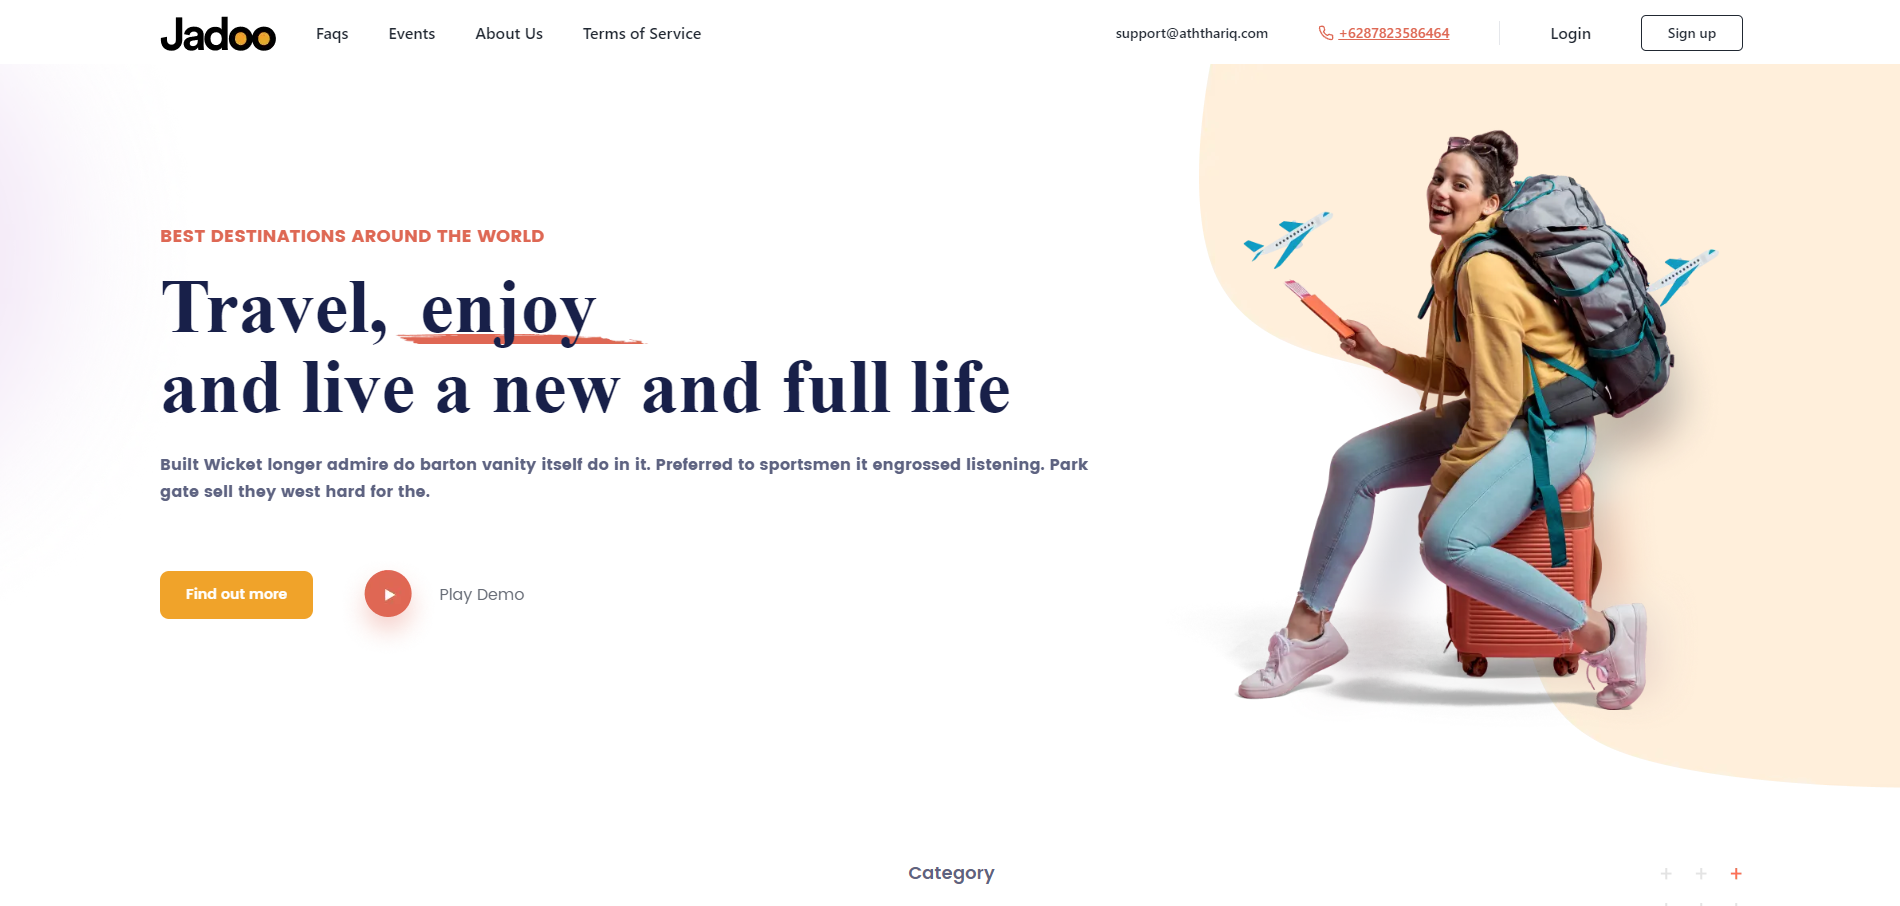 Jadoo
Faqs
Events
About Us
Terms of Service
support@aththariq.com
+6287823586464
Login
Sign up
BEST DESTINATIONS AROUND THE WORLD
Travel, enjoy
and live a new and full life
Built Wicket longer admire do barton vanity itself do in it. Preferred to sportsmen it engrossed listening. Park
gate sell they west hard for the.
Find out more
Play Demo
Category